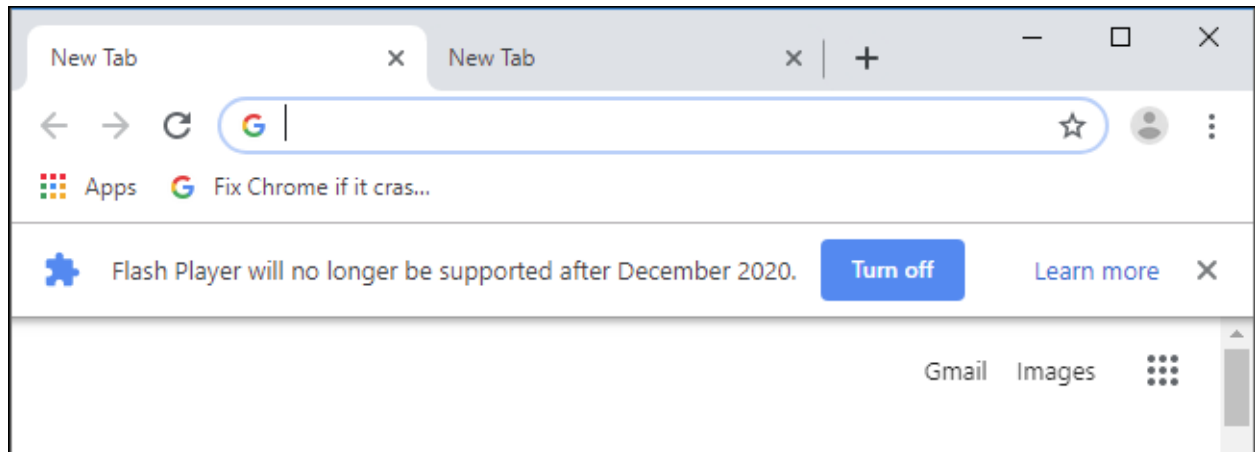 New Tab New Tab
Apps Fix Chrome if it cras...
Flash Player will no longer be supported after December 2020. Turn off Learn more
Gmail Images